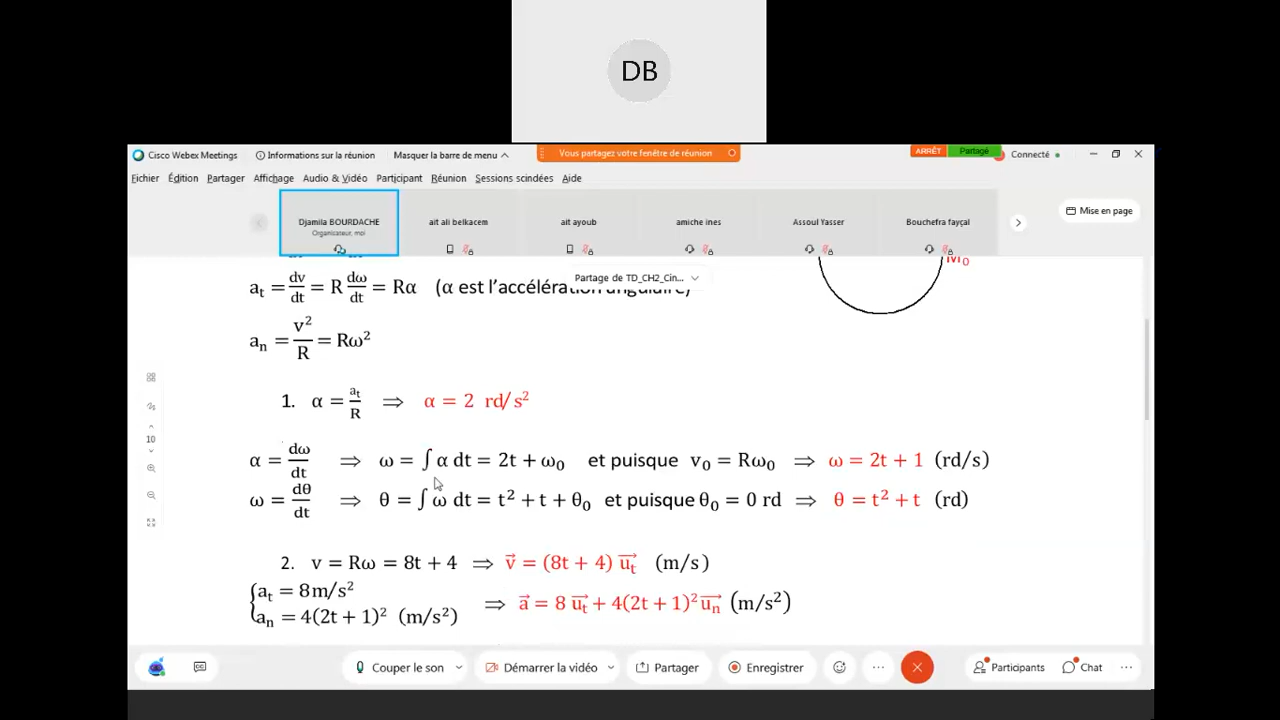 DB
Cisco Webex Meetings
Informations sur la réunion
Masquer la barre de menu
Vous partagez votre fenêtre de réunion
ARRÊT
Partagé
Connecté
Fichier Édition Partager Affichage Audio & Vidéo Participant Réunion Sessions scindées Aide
Djamila BOURDACHE
Organisateur, moi
ait ali belkacem
ait ayoub
amiche ines
Assoul Yasser
Bouchefra fayçal
Mise en page
Partage de TD_CH2_Cin...
M₀
aₜ = dv/dt = R dω/dt = Rα (α est l'accélération angulaire)
aₙ = v²/R = Rω²
1. α = aₜ/R ⟹ α = 2 rd/s²
α = dω/dt ⟹ ω = ∫ α dt = 2t + ω₀ et puisque v₀ = Rω₀ ⟹ ω = 2t + 1 (rd/s)
ω = dθ/dt ⟹ θ = ∫ ω dt = t² + t + θ₀ et puisque θ₀ = 0 rd ⟹ θ = t² + t (rd)
2. v = Rω = 8t + 4 ⟹ v⃗ = (8t + 4) u⃗ₜ (m/s)
{aₜ = 8m/s²
aₙ = 4(2t + 1)² (m/s²) ⟹ a⃗ = 8 u⃗ₜ + 4(2t + 1)² u⃗ₙ (m/s²)
10
Couper le son
Démarrer la vidéo
Partager
Enregistrer
Participants
Chat